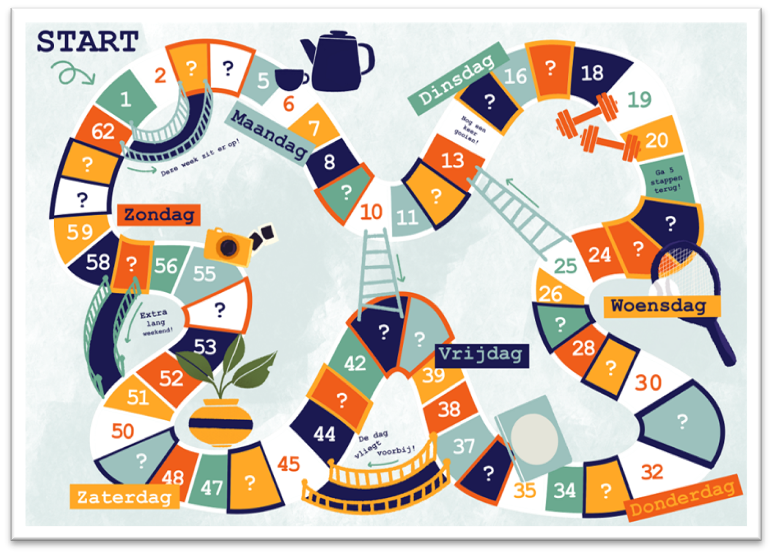 START
1
2
?
?
5
6
7
Maandag
8
?
10
11
?
13
Nog een
keer
gooien!
?
Dinsdag
16
?
18
19
20
Ga 5
stappen
terug!
?
?
24
25
Woensdag
26
?
28
?
30
?
32
Donderdag
?
34
35
?
37
38
39
Vrijdag
?
?
42
?
44
De dag
vliegt
voorbij!
45
?
47
48
Zaterdag
?
50
51
52
53
?
55
56
?
Extra
lang
weekend!
58
Zondag
59
?
?
62
Deze week zit er op!